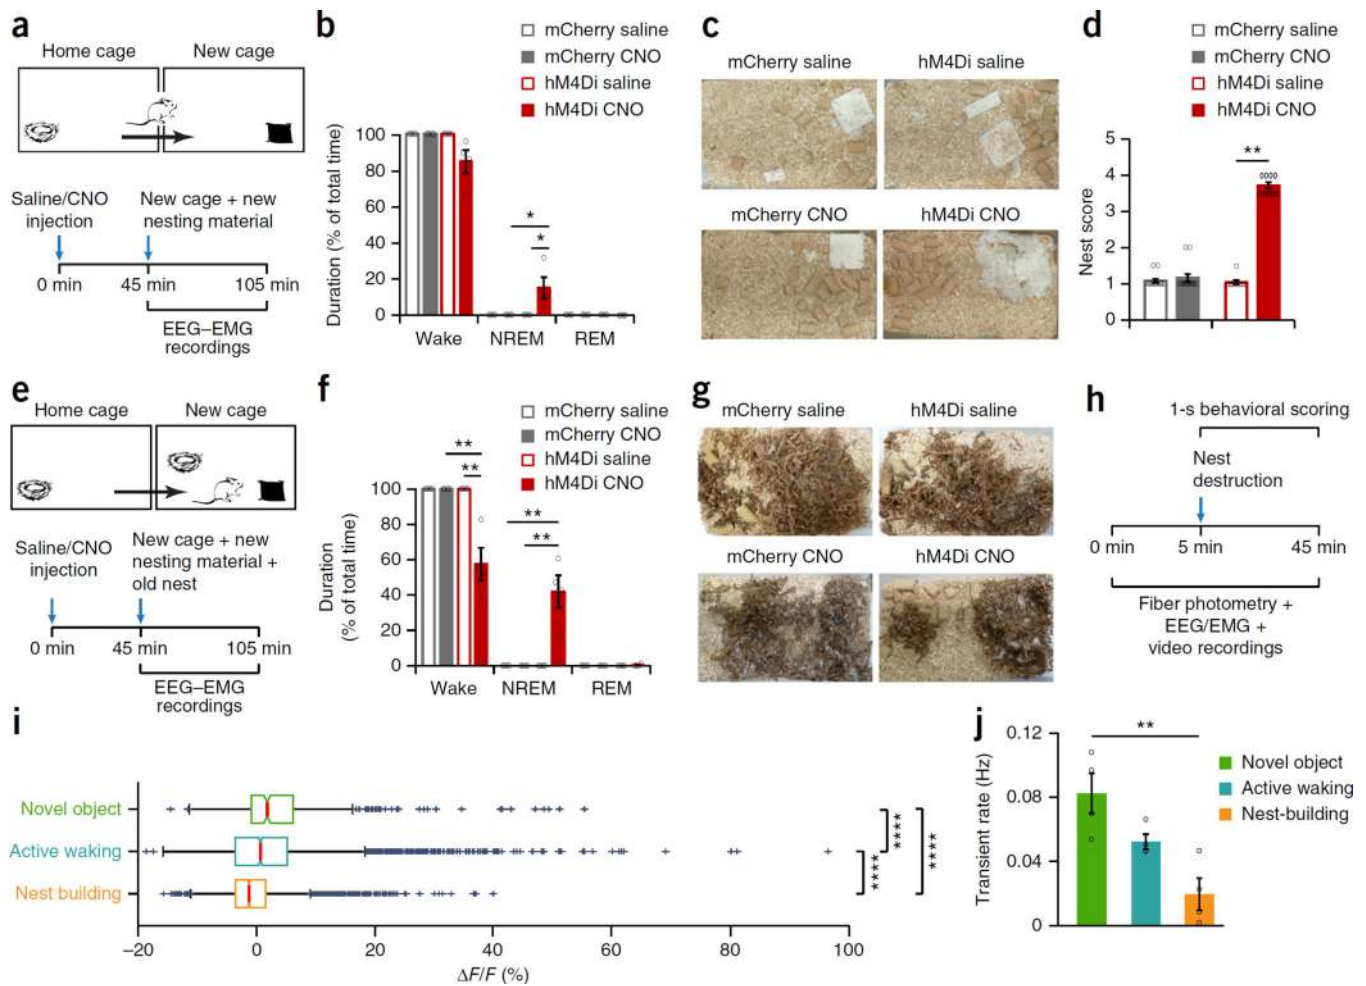 a
Home cage
New cage
Saline/CNO
injection
New cage + new
nesting material
0 min
45 min
105 min
EEG–EMG
recordings
b
mCherry saline
mCherry CNO
hM4Di saline
hM4Di CNO
Duration (% of total time)
100
80
60
40
20
0
*
*
Wake
NREM
REM
c
mCherry saline
hM4Di saline
mCherry CNO
hM4Di CNO
d
mCherry saline
mCherry CNO
hM4Di saline
hM4Di CNO
Nest score
5
4
3
2
1
0
**
e
Home cage
New cage
Saline/CNO
injection
New cage + new
nesting material +
old nest
0 min
45 min
105 min
EEG–EMG
recordings
f
mCherry saline
mCherry CNO
hM4Di saline
hM4Di CNO
Duration
(% of total time)
100
80
60
40
20
0
**
**
**
**
Wake
NREM
REM
g
mCherry saline
hM4Di saline
mCherry CNO
hM4Di CNO
h
1-s behavioral scoring
Nest
destruction
0 min
5 min
45 min
Fiber photometry +
EEG/EMG +
video recordings
i
Novel object
Active waking
Nest building
****
****
****
–20
0
20
40
60
80
100
ΔF/F (%)
j
Transient rate (Hz)
0.12
0.08
0.04
0
**
Novel object
Active waking
Nest-building